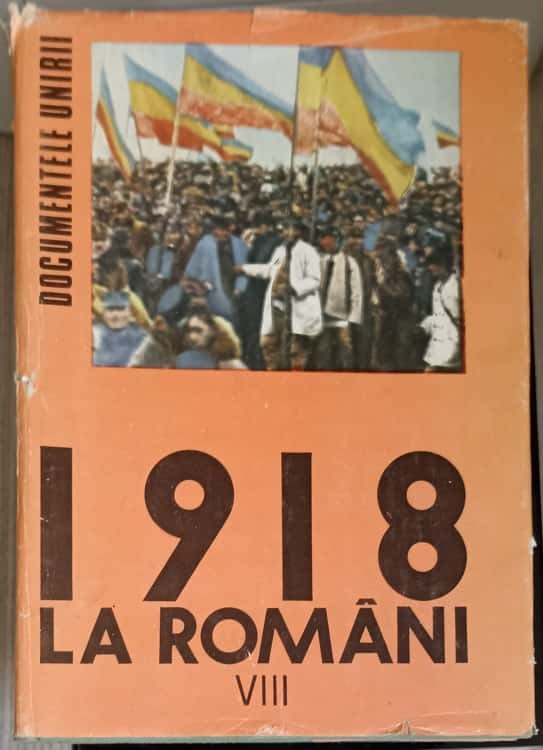 DOCUMENTELE UNIRII
1918
LA ROMÂNI
VIII